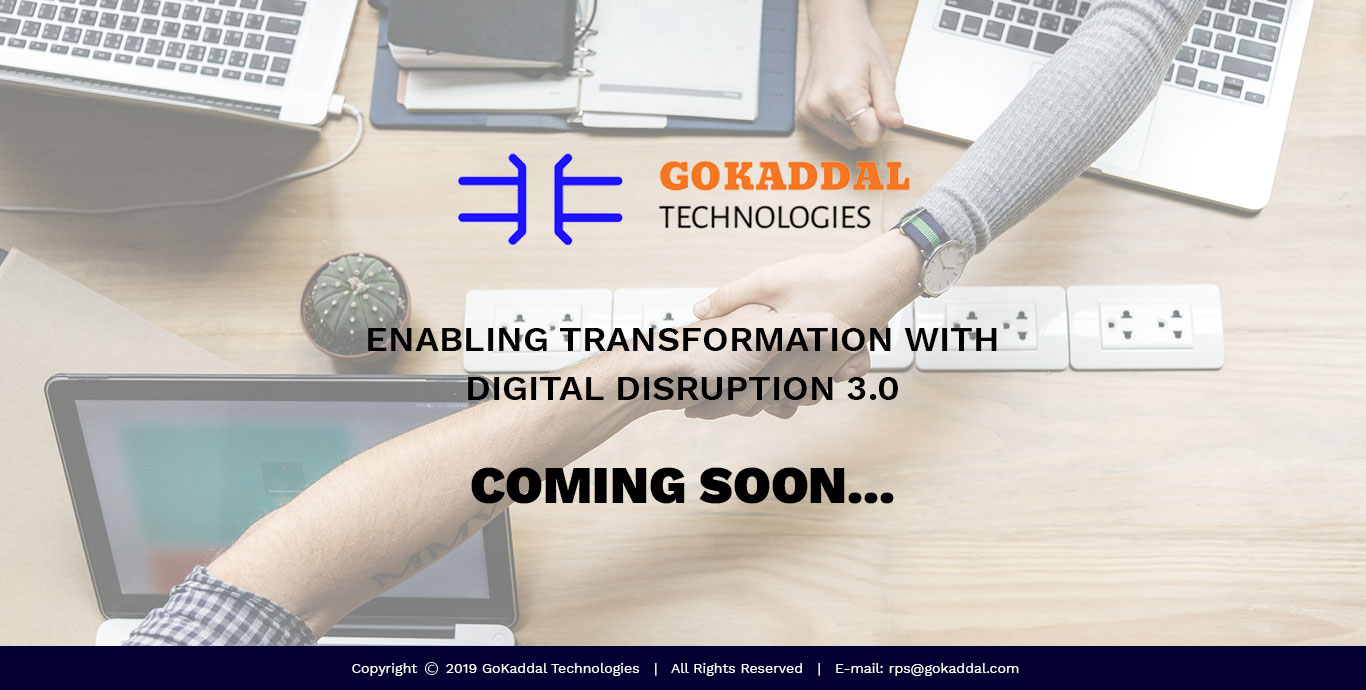 GOKADDAL
TECHNOLOGIES
ENABLING TRANSFORMATION WITH
DIGITAL DISRUPTION 3.0
COMING SOON...
Copyright © 2019 GoKaddal Technologies | All Rights Reserved | E-mail: rps@gokaddal.com